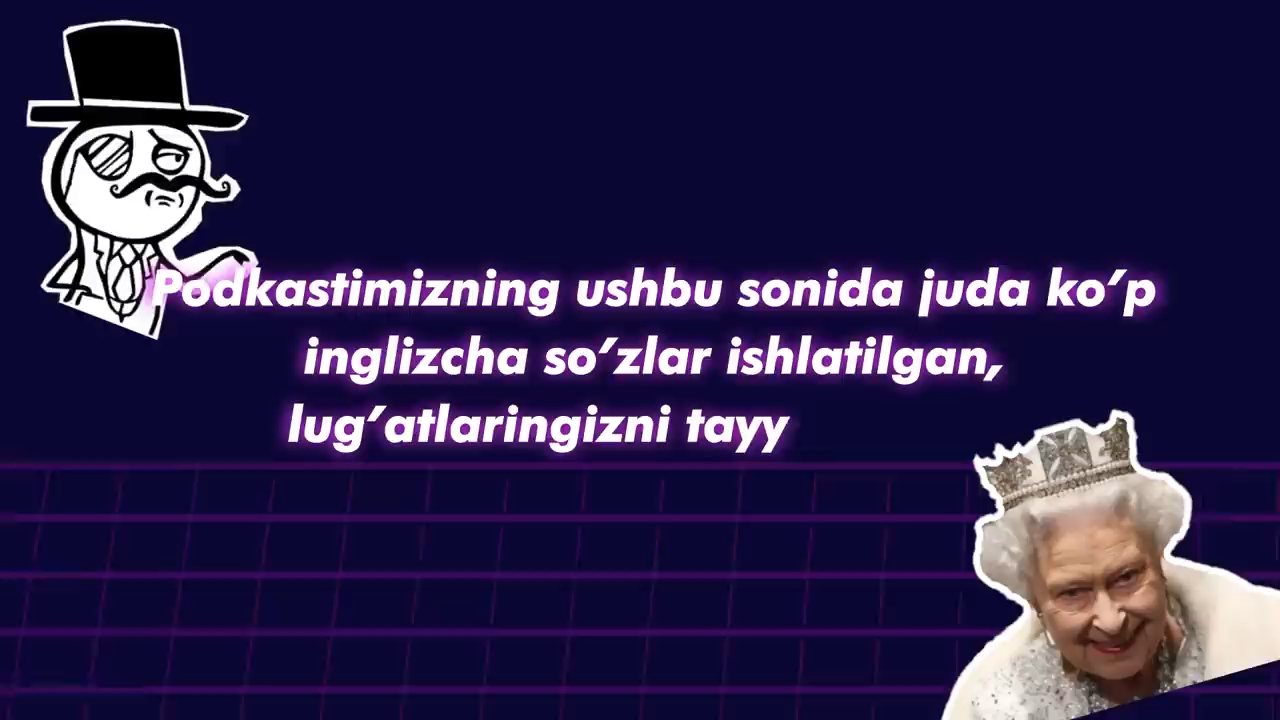 Podkastimizning ushbu sonida juda ko‘p
inglizcha so‘zlar ishlatilgan,
lug‘atlaringizni tayy